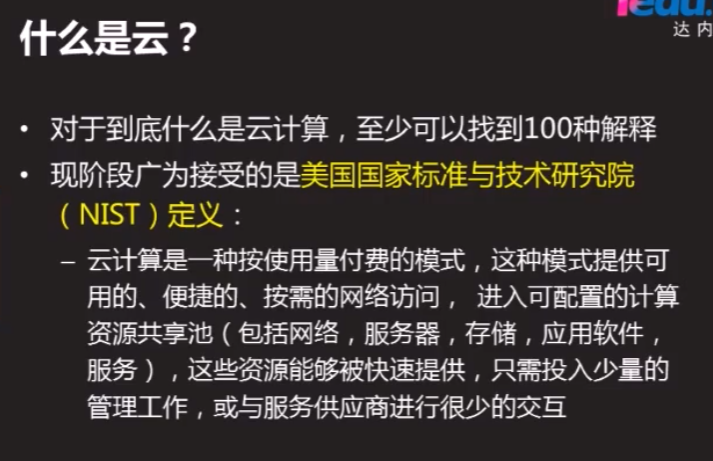 什么是云？
达内
• 对于到底什么是云计算，至少可以找到100种解释
• 现阶段广为接受的是美国国家标准与技术研究院
（NIST）定义：
– 云计算是一种按使用量付费的模式，这种模式提供可
用的、便捷的、按需的网络访问， 进入可配置的计算
资源共享池（包括网络，服务器，存储，应用软件，
服务），这些资源能够被快速提供，只需投入少量的
管理工作，或与服务供应商进行很少的交互